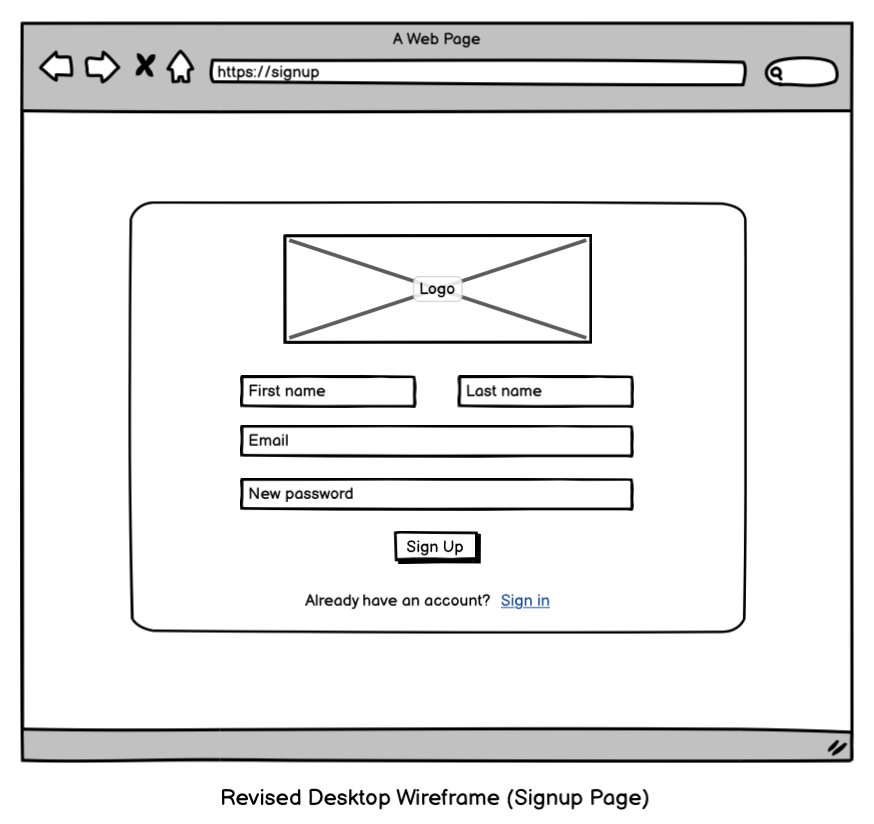 A Web Page
https://signup
Logo
First name
Last name
Email
New password
Sign Up
Already have an account? Sign in
Revised Desktop Wireframe (Signup Page)